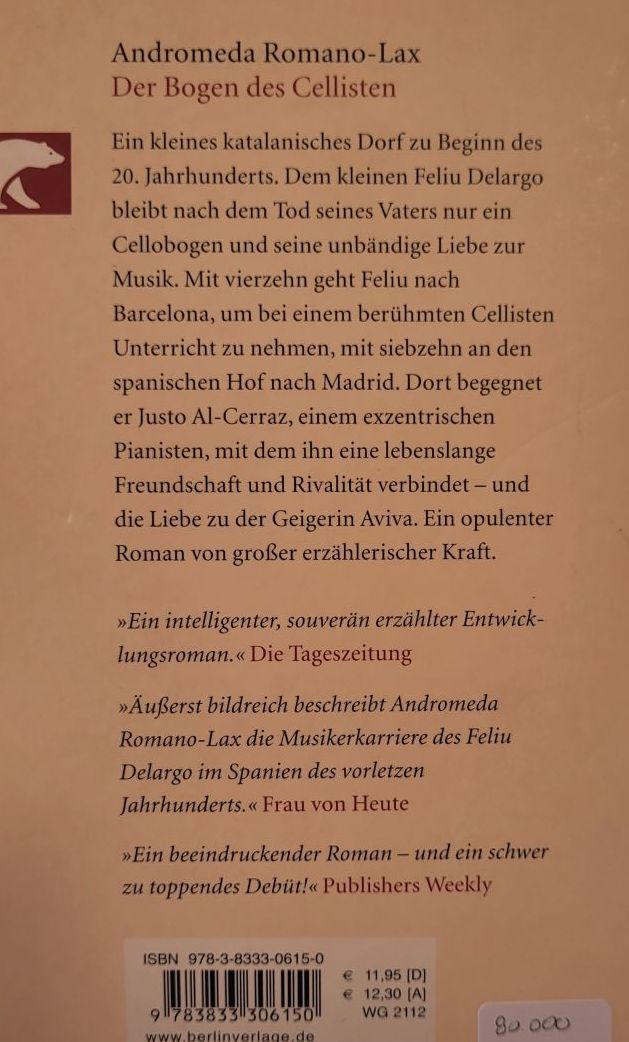 Andromeda Romano-Lax
Der Bogen des Cellisten
Ein kleines katalanisches Dorf zu Beginn des
20. Jahrhunderts. Dem kleinen Feliu Delargo
bleibt nach dem Tod seines Vaters nur ein
Cellobogen und seine unbändige Liebe zur
Musik. Mit vierzehn geht Feliu nach
Barcelona, um bei einem berühmten Cellisten
Unterricht zu nehmen, mit siebzehn an den
spanischen Hof nach Madrid. Dort begegnet
er Justo Al-Cerraz, einem exzentrischen
Pianisten, mit dem ihn eine lebenslange
Freundschaft und Rivalität verbindet – und
die Liebe zu der Geigerin Aviva. Ein opulenter
Roman von großer erzählerischer Kraft.
»Ein intelligenter, souverän erzählter Entwick-
lungsroman.« Die Tageszeitung
»Äußerst bildreich beschreibt Andromeda
Romano-Lax die Musikerkarriere des Feliu
Delargo im Spanien des vorletzen
Jahrhunderts.« Frau von Heute
»Ein beeindruckender Roman – und ein schwer
zu toppendes Debüt!« Publishers Weekly
ISBN 978-3-8333-0615-0
€ 11,95 [D]
€ 12,30 [A]
WG 2112
9 783833 306150
www.berlinverlage.de
80 000